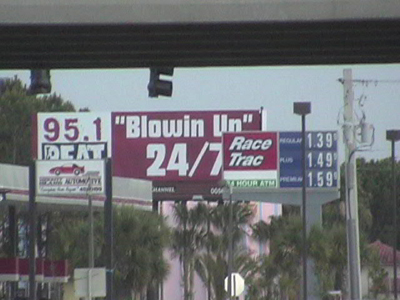 95.1
BEAT
"Blowin Up"
24/7
AUTOMOTIVE
Race
Trac
24 HOUR ATM
REGULAR 1.39
PLUS 1.49
PREMIUM 1.59